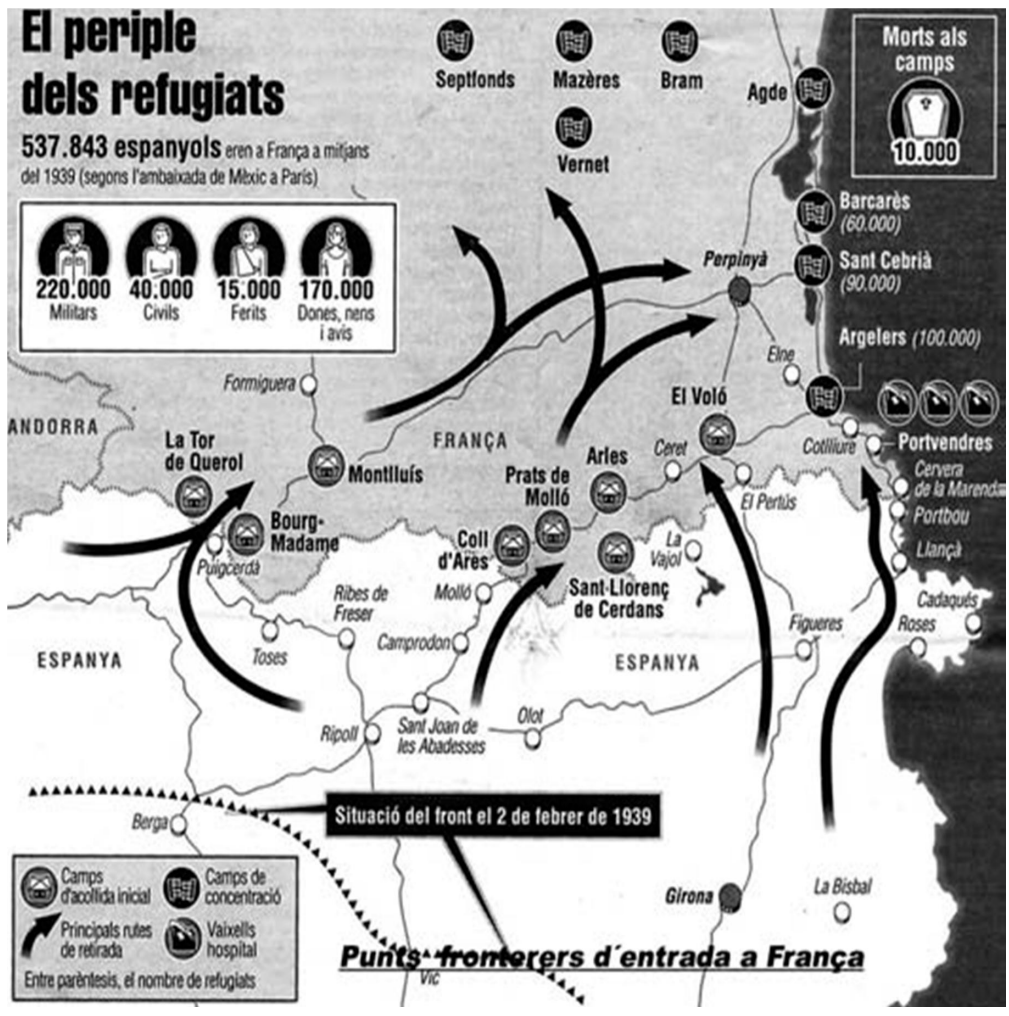 El periple
dels refugiats
537.843 espanyols eren a França a mitjans
del 1939 (segons l'ambaixada de Mèxic a París)
220.000
Militars
40.000
Civils
15.000
Ferits
170.000
Dones, nens
i avis
Septfonds
Mazères
Bram
Vernet
Agde
Morts als
camps
10.000
Barcarès
(60.000)
Sant Cebrià
(90.000)
Argelers (100.000)
Perpinyà
Elne
Formiguera
ANDORRA
La Tor
de Querol
Montlluís
FRANÇA
El Voló
Cotlliure
Portvendres
Cervera
de la Marenda
Portbou
Llançà
Cadaqués
Roses
Bourg-
Madame
Puigcerdà
Prats de
Molló
Arles
Ceret
El Pertús
Coll
d'Ares
Sant Llorenç
de Cerdans
La
Vajol
Ribes de
Freser
Molló
Camprodon
Toses
ESPANYA
ESPANYA
Figueres
Ripoll
Sant Joan de
les Abadesses
Olot
Situació del front el 2 de febrer de 1939
Berga
Girona
La Bisbal
Camps
d'acollida inicial
Camps de
concentració
Principals rutes
de retirada
Vaixells
hospital
Entre parèntesis, el nombre de refugiats
Punts fronterers d´entrada a França
Vic